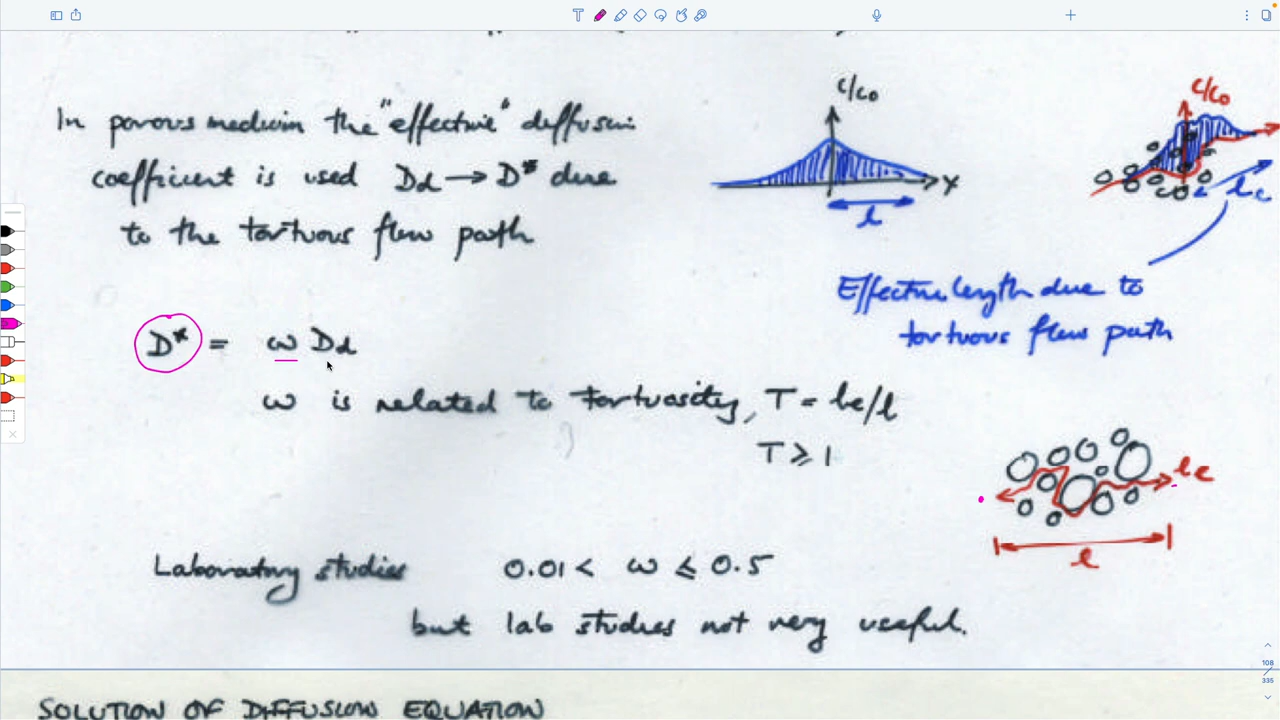 In porous medium the "effective" diffusion
coefficient is used Dd → D* due
to the tortuous flow path
C/C₀
x
l
C/C₀
le
Effective length due to
tortuous flow path
D* = ω Dd
ω is related to tortuosity, T = le/l
T ⩾ 1
le
l
Laboratory studies 0.01 < ω ⩽ 0.5
but lab studies not very useful.
SOLUTION OF DIFFUSION EQUATION
108
335